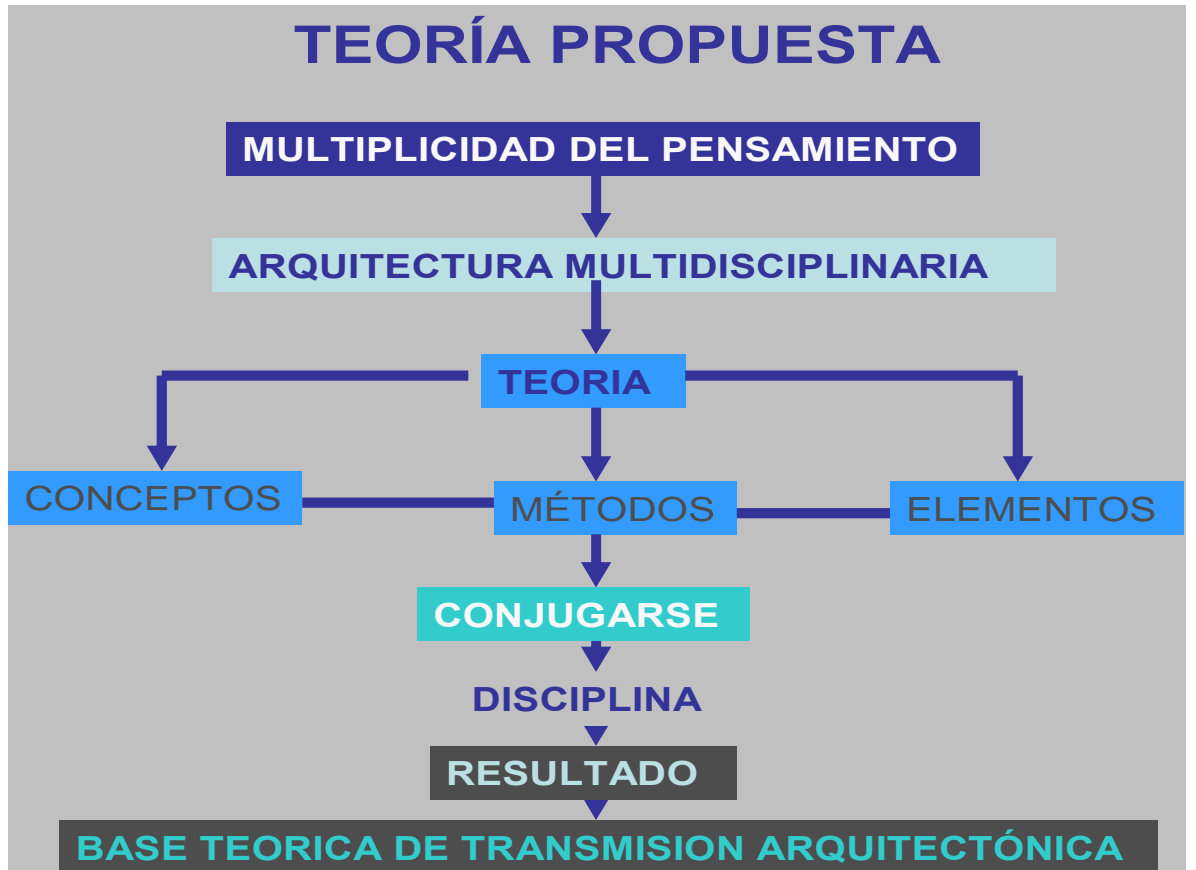 TEORÍA PROPUESTA
MULTIPLICIDAD DEL PENSAMIENTO
ARQUITECTURA MULTIDISCIPLINARIA
TEORIA
CONCEPTOS
MÉTODOS
ELEMENTOS
CONJUGARSE
DISCIPLINA
RESULTADO
BASE TEORICA DE TRANSMISION ARQUITECTÓNICA